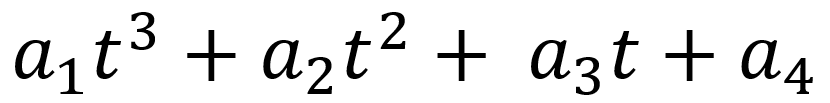 a₁t³ + a₂t² + a₃t + a₄